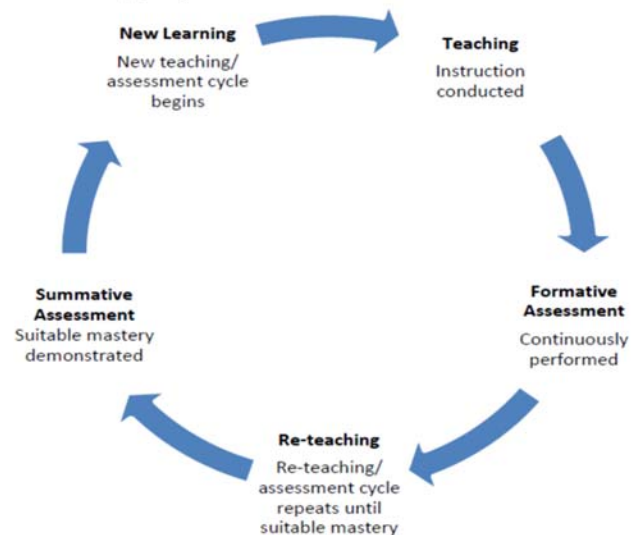 New Learning
New teaching/
assessment cycle
begins
Teaching
Instruction
conducted
Formative
Assessment
Continuously
performed
Re-teaching
Re-teaching/
assessment cycle
repeats until
suitable mastery
Summative
Assessment
Suitable mastery
demonstrated